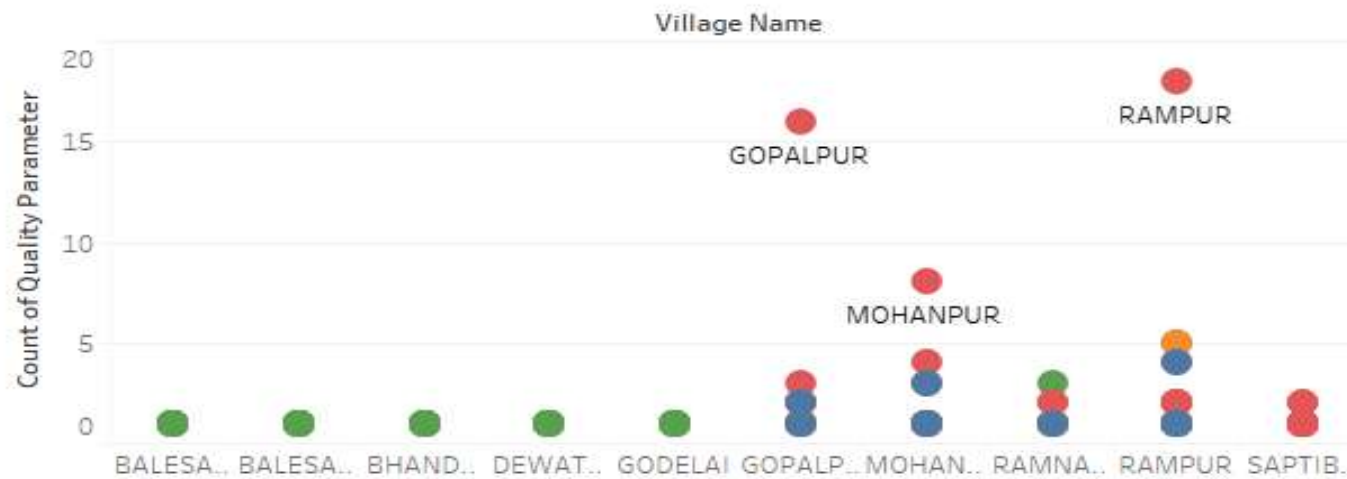 Village Name
Count of Quality Parameter
20
15
10
5
0
RAMPUR
GOPALPUR
MOHANPUR
BALESA.. BALESA.. BHAND.. DEWAT.. GODELAI GOPALP.. MOHAN.. RAMNA.. RAMPUR SAPTIB.